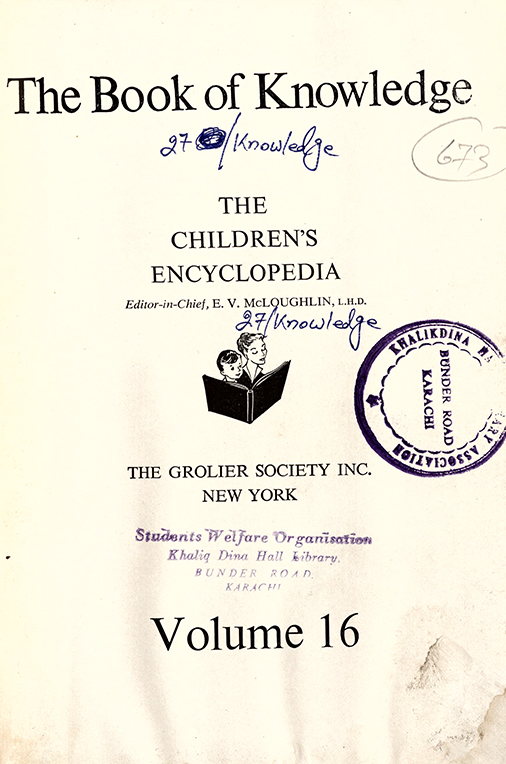 The Book of Knowledge
27 /Knowledge
673
THE
CHILDREN'S
ENCYCLOPEDIA
Editor-in-Chief, E. V. McLOUGHLIN, L.H.D.
27/Knowledge
KHALIKDINA
ASSOCIATION
BUNDER ROAD
KARACHI
THE GROLIER SOCIETY INC.
NEW YORK
Students Welfare Organisation
Khaliq Dina Hall Library.
BUNDER ROAD.
KARACHI
Volume 16